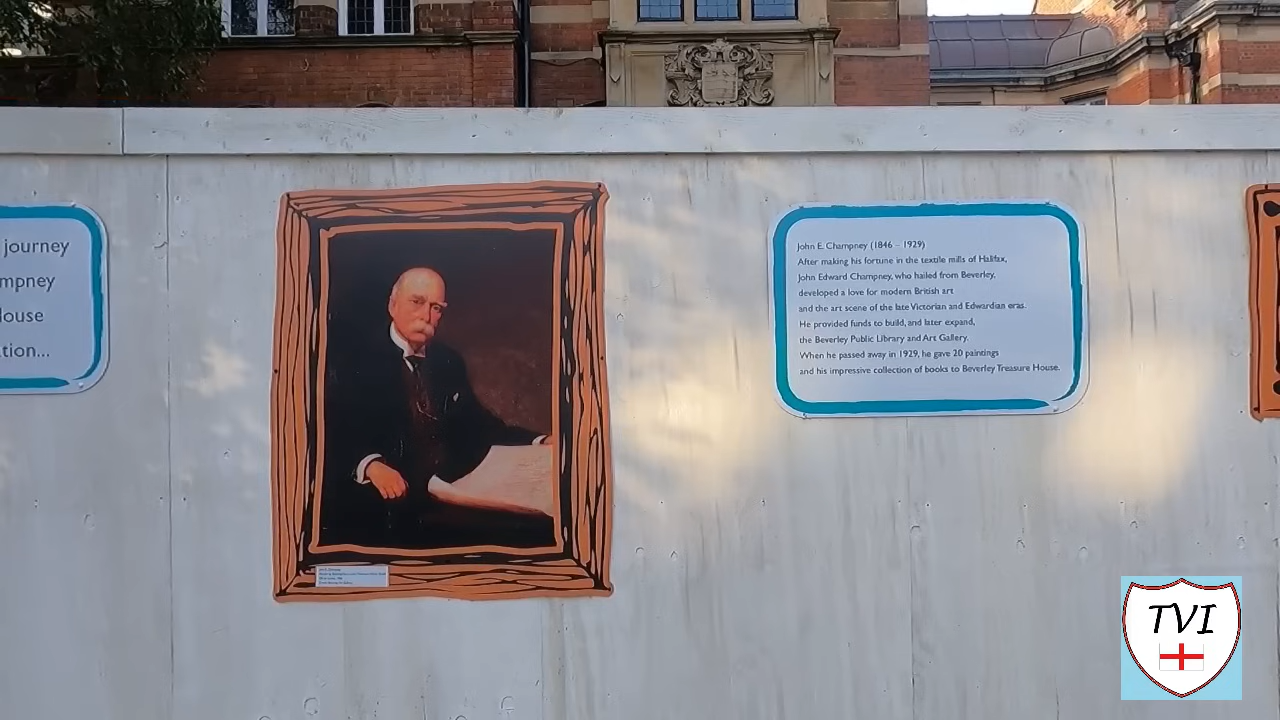 journey
mpney
ouse
tion...
John E. Champney (1846 - 1929)
After making his fortune in the textile mills of Halifax,
John Edward Champney, who hailed from Beverley,
developed a love for modern British art
and the art scene of the late Victorian and Edwardian eras.
He provided funds to build, and later expand,
the Beverley Public Library and Art Gallery.
When he passed away in 1929, he gave 20 paintings
and his impressive collection of books to Beverley Treasure House.
TVI